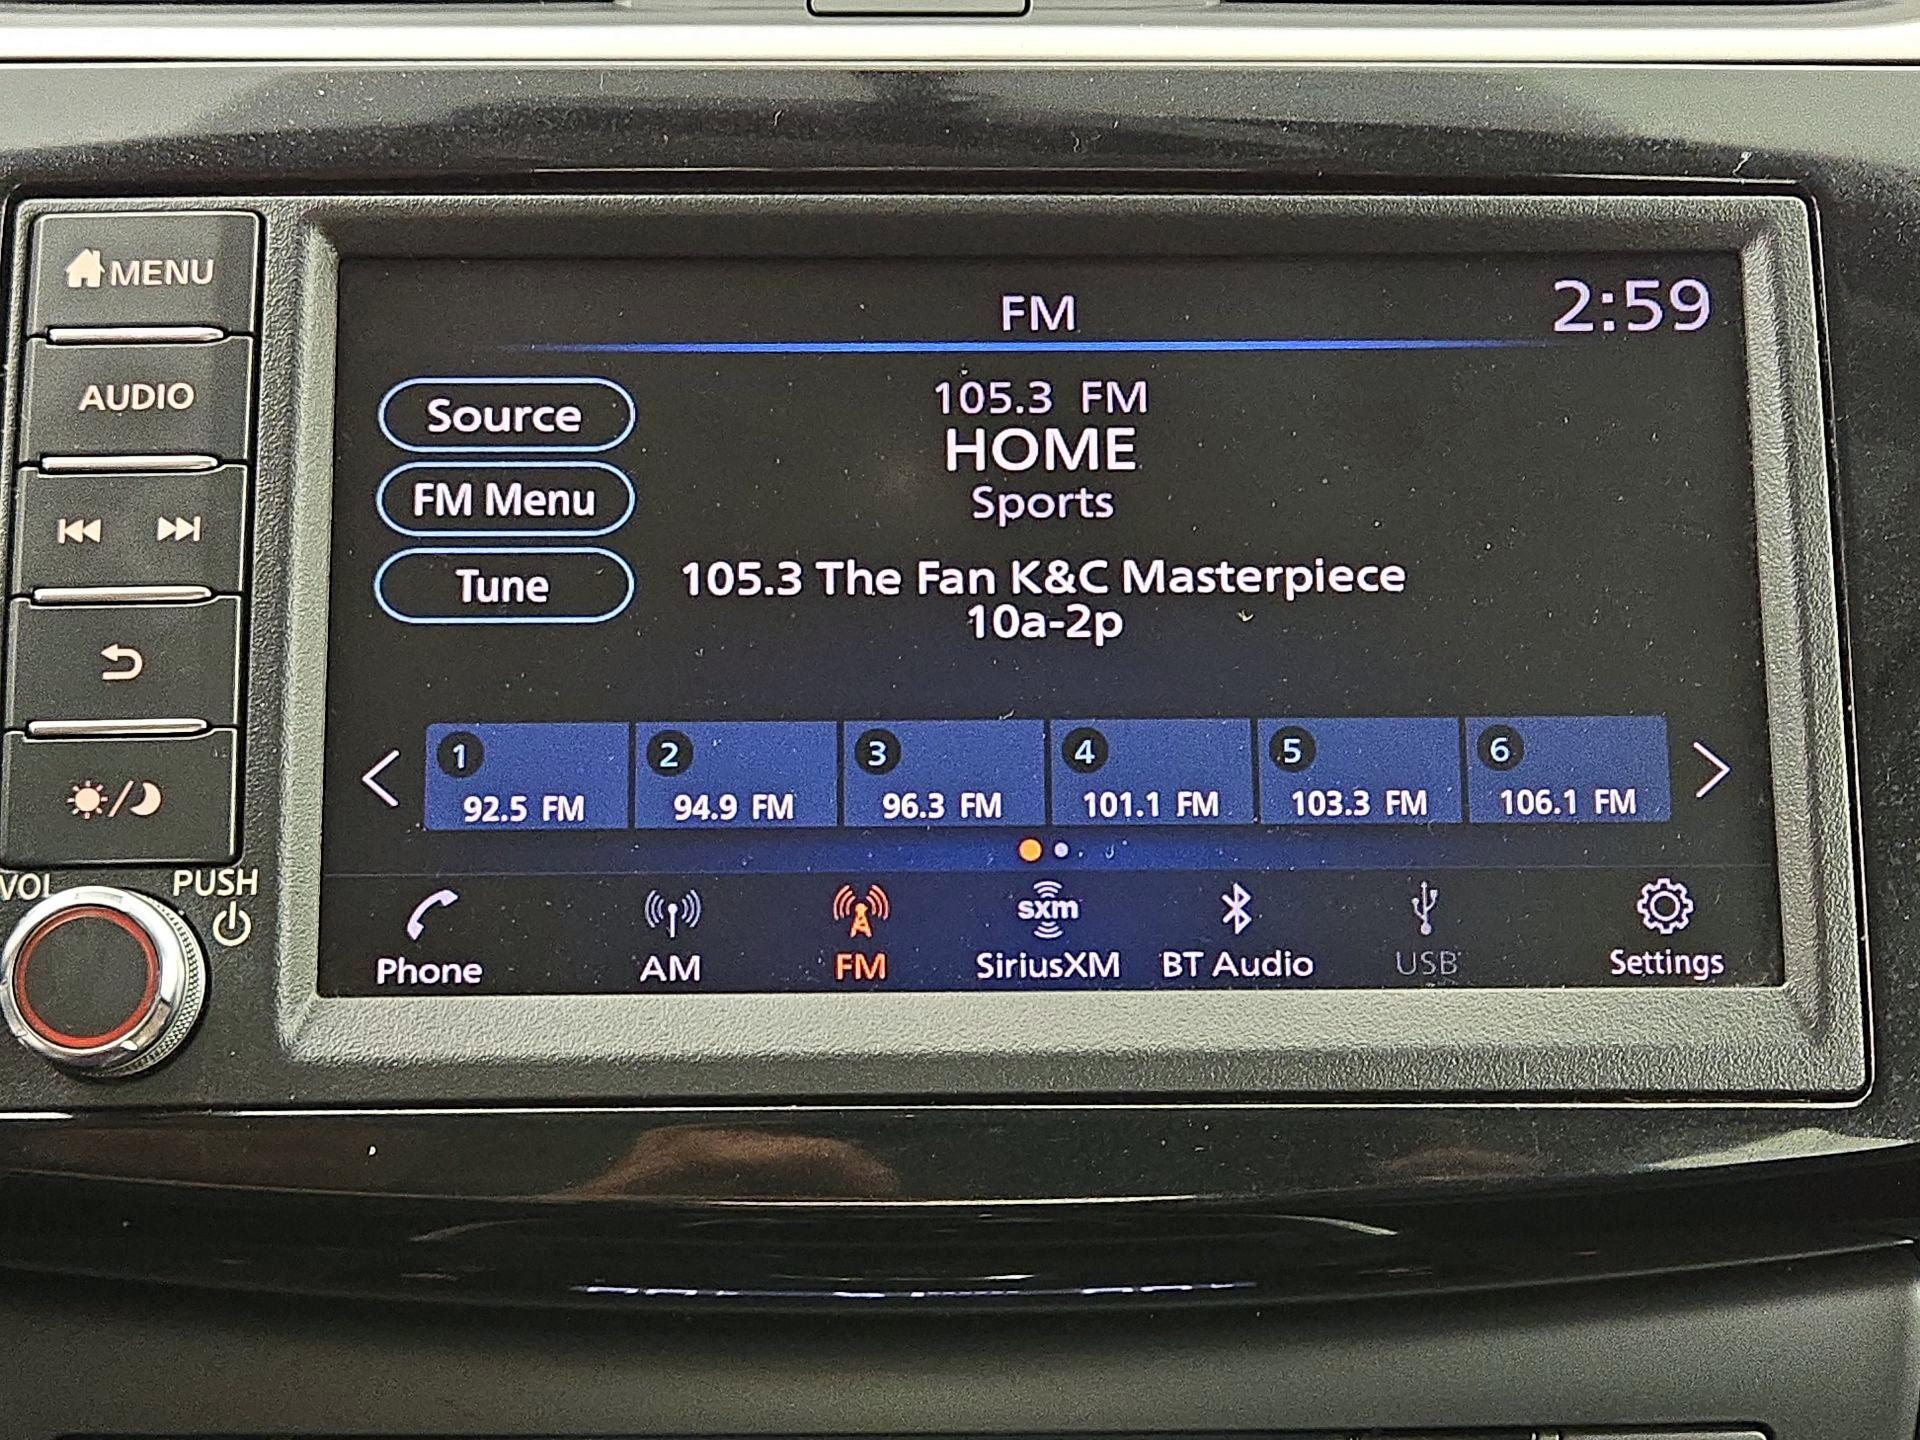 MENU
AUDIO
VOL
PUSH
FM
2:59
Source
FM Menu
Tune
105.3 FM
HOME
Sports
105.3 The Fan K&C Masterpiece
10a-2p
1
92.5 FM
2
94.9 FM
3
96.3 FM
4
101.1 FM
5
103.3 FM
6
106.1 FM
Phone
AM
FM
sxm
SiriusXM
BT Audio
USB
Settings